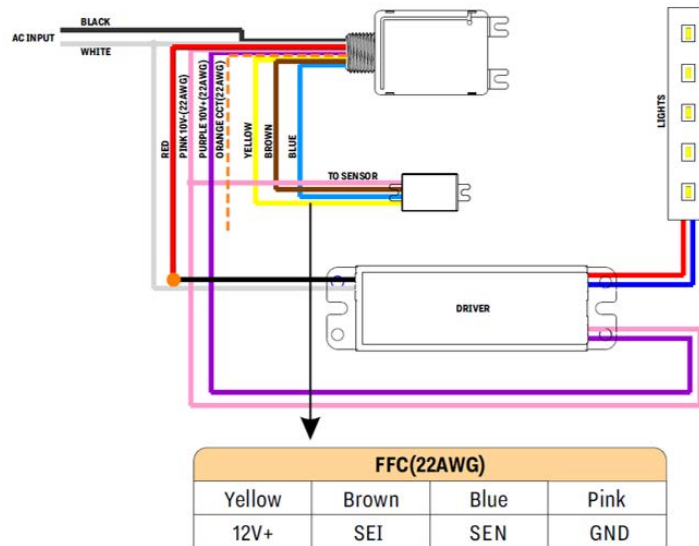 BLACK
AC INPUT
WHITE
RED
PINK 10V-(22AWG)
PURPLE 10V+(22AWG)
ORANGE CCT(22AWG)
YELLOW
BROWN
BLUE
LIGHTS
TO SENSOR
DRIVER
FFC(22AWG)
Yellow Brown Blue Pink
12V+ SEI SEN GND